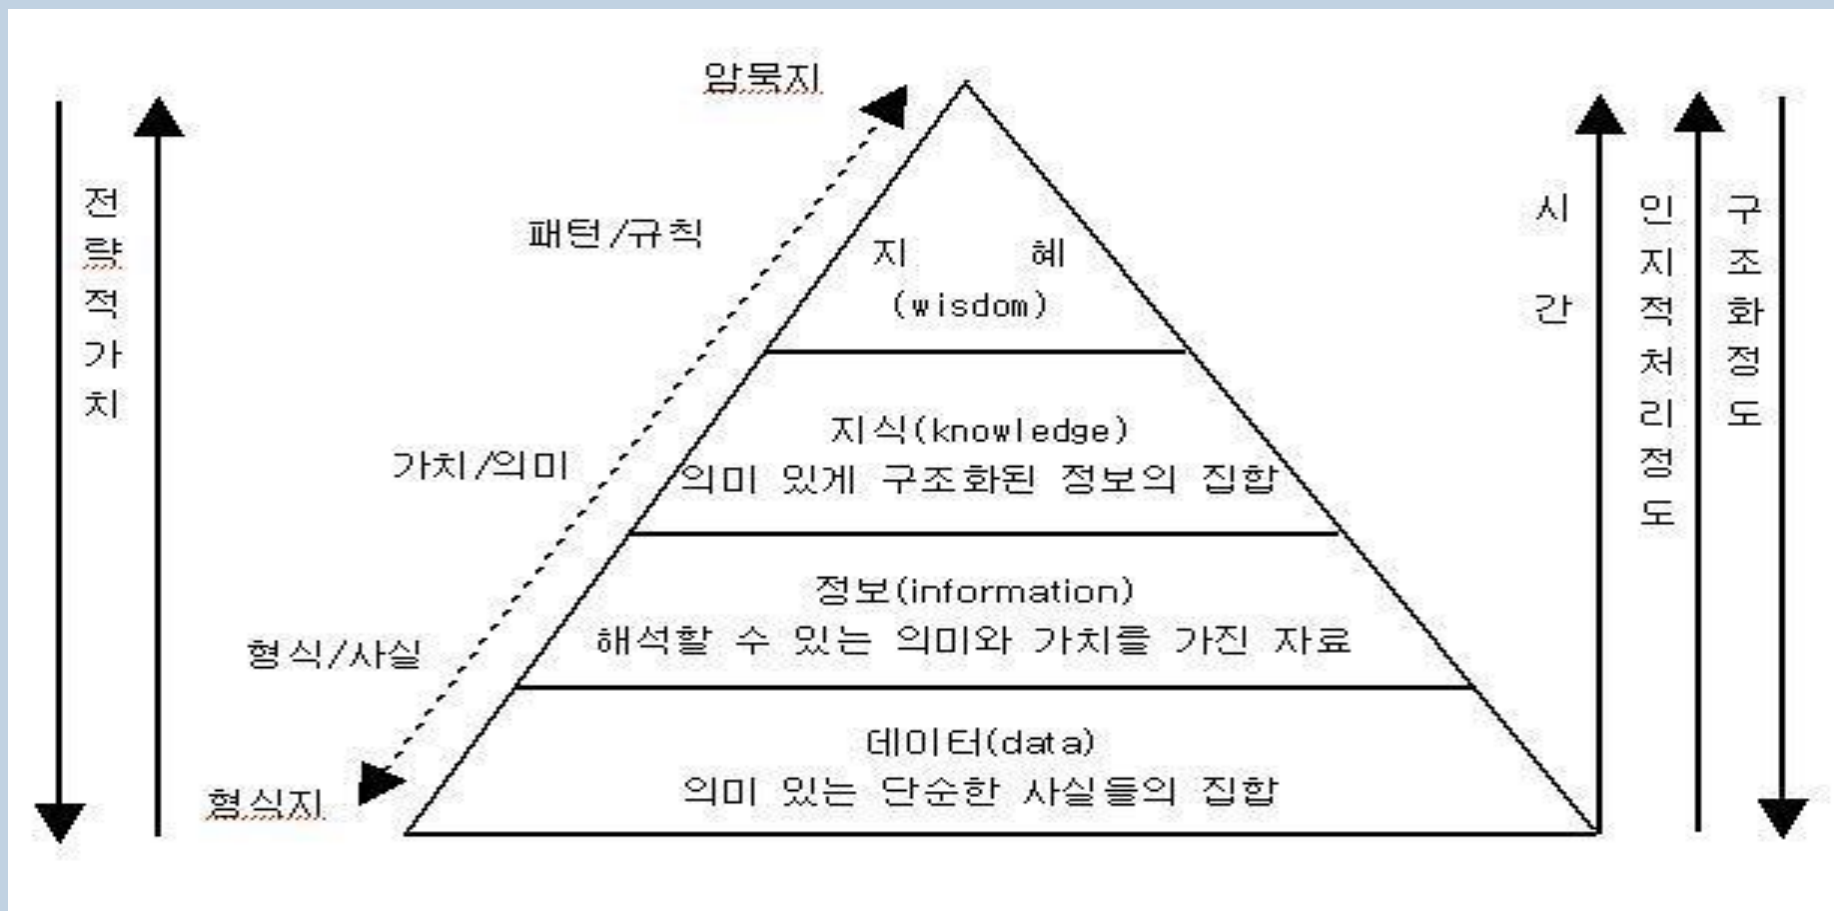 암묵지
패턴/규칙
가치/의미
형식/사실
형식지
전략적가치
지 혜
(wisdom)
지식(knowledge)
의미 있게 구조화된 정보의 집합
정보(information)
해석할 수 있는 의미와 가치를 가진 자료
데이터(data)
의미 있는 단순한 사실들의 집합
시간
인지적처리정도
구조화정도